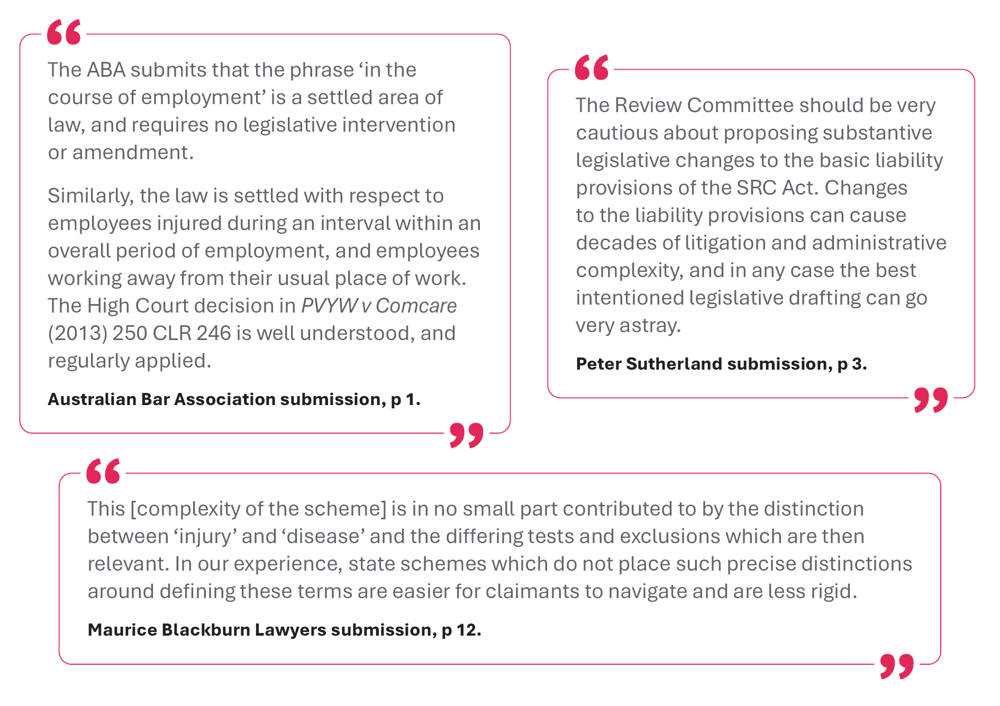 “
The ABA submits that the phrase ‘in the
course of employment’ is a settled area of
law, and requires no legislative intervention
or amendment.
Similarly, the law is settled with respect to
employees injured during an interval within an
overall period of employment, and employees
working away from their usual place of work.
The High Court decision in PVYW v Comcare
(2013) 250 CLR 246 is well understood, and
regularly applied.
Australian Bar Association submission, p 1.
”
“
The Review Committee should be very
cautious about proposing substantive
legislative changes to the basic liability
provisions of the SRC Act. Changes
to the liability provisions can cause
decades of litigation and administrative
complexity, and in any case the best
intentioned legislative drafting can go
very astray.
Peter Sutherland submission, p 3.
”
“
This [complexity of the scheme] is in no small part contributed to by the distinction
between ‘injury’ and ‘disease’ and the differing tests and exclusions which are then
relevant. In our experience, state schemes which do not place such precise distinctions
around defining these terms are easier for claimants to navigate and are less rigid.
Maurice Blackburn Lawyers submission, p 12.
”